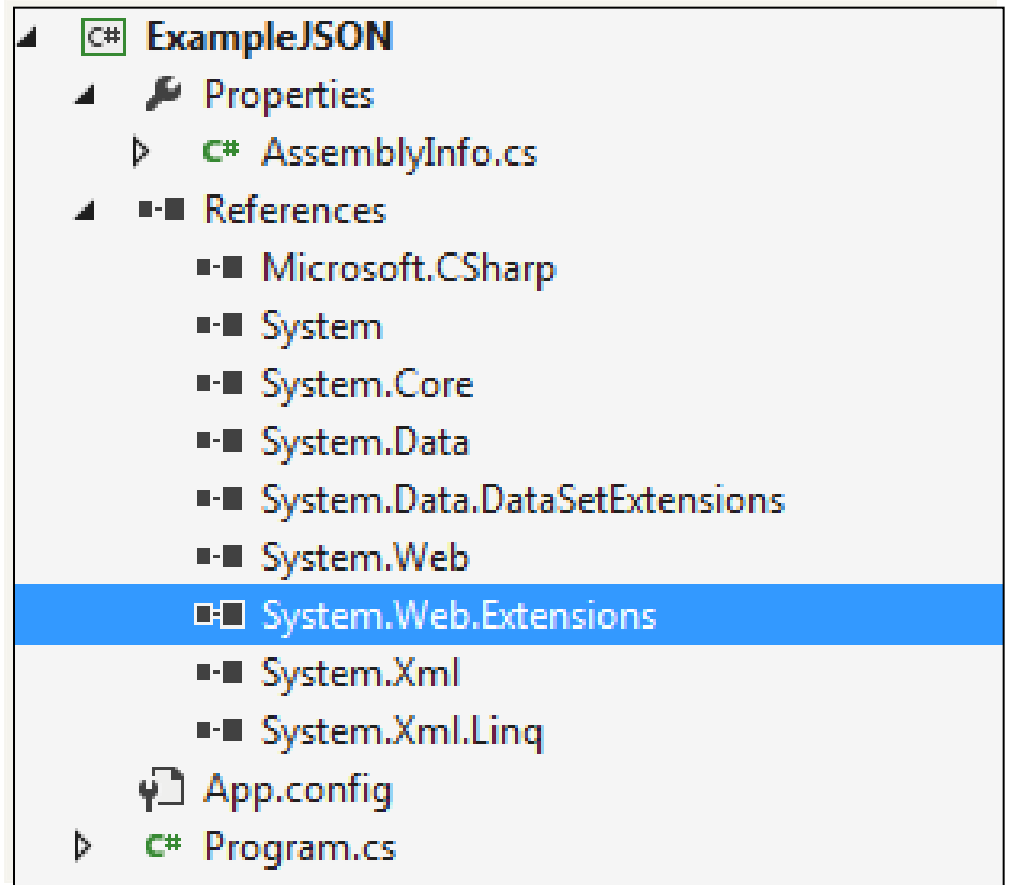 C# ExampleJSON
Properties
C# AssemblyInfo.cs
References
Microsoft.CSharp
System
System.Core
System.Data
System.Data.DataSetExtensions
System.Web
System.Web.Extensions
System.Xml
System.Xml.Linq
App.config
C# Program.cs